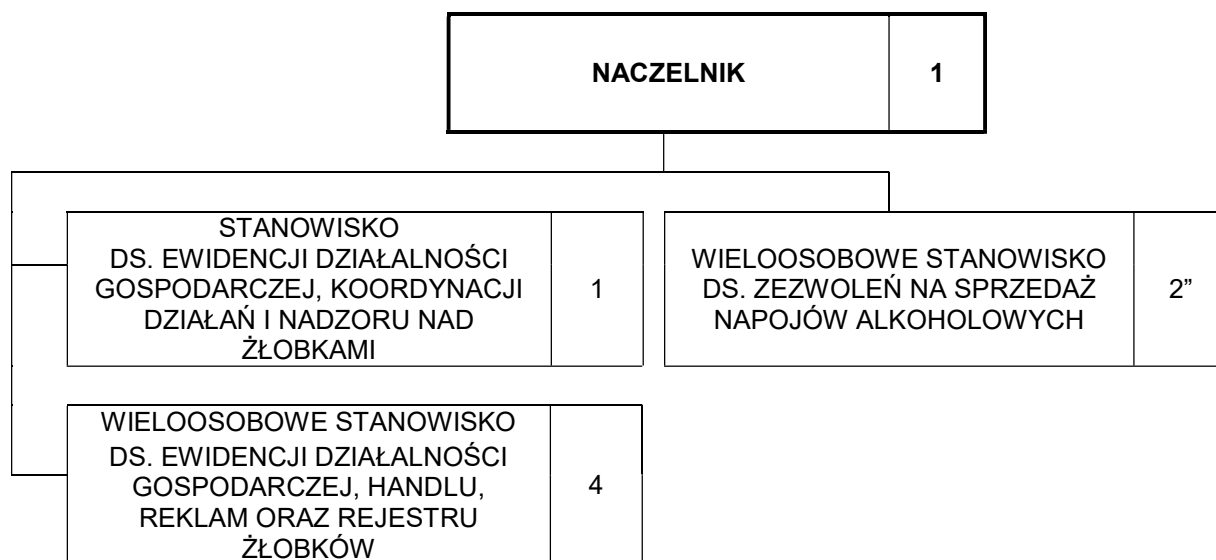 NACZELNIK 1
STANOWISKO
DS. EWIDENCJI DZIAŁALNOŚCI
GOSPODARCZEJ, KOORDYNACJI
DZIAŁAŃ I NADZORU NAD
ŻŁOBKAMI
1
WIELOOSOBOWE STANOWISKO
DS. ZEZWOLEŃ NA SPRZEDAŻ
NAPOJÓW ALKOHOLOWYCH
2”
WIELOOSOBOWE STANOWISKO
DS. EWIDENCJI DZIAŁALNOŚCI
GOSPODARCZEJ, HANDLU,
REKLAM ORAZ REJESTRU
ŻŁOBKÓW
4